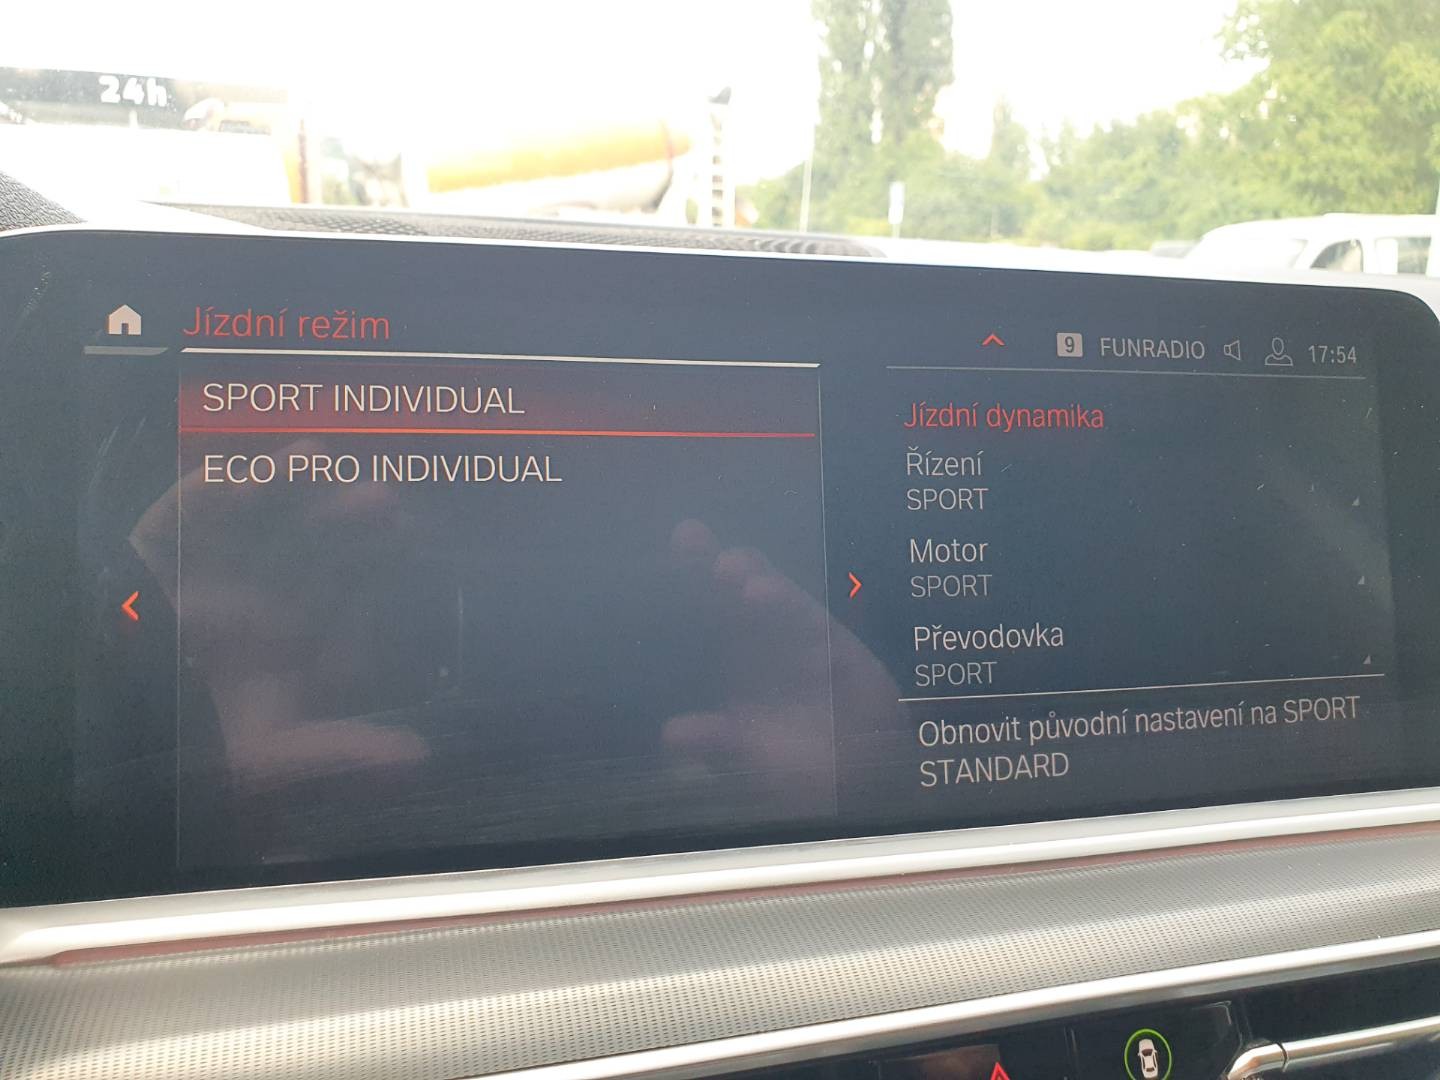 24h
Jízdní režim
9 FUNRADIO 17:54
SPORT INDIVIDUAL
ECO PRO INDIVIDUAL
Jízdní dynamika
Řízení
SPORT
Motor
SPORT
Převodovka
SPORT
Obnovit původní nastavení na SPORT
STANDARD